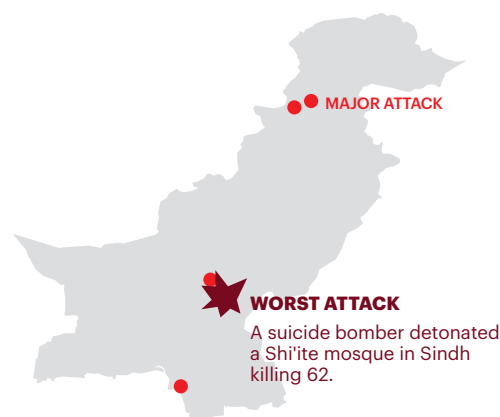 MAJOR ATTACK
WORST ATTACK
A suicide bomber detonated
a Shi'ite mosque in Sindh
killing 62.